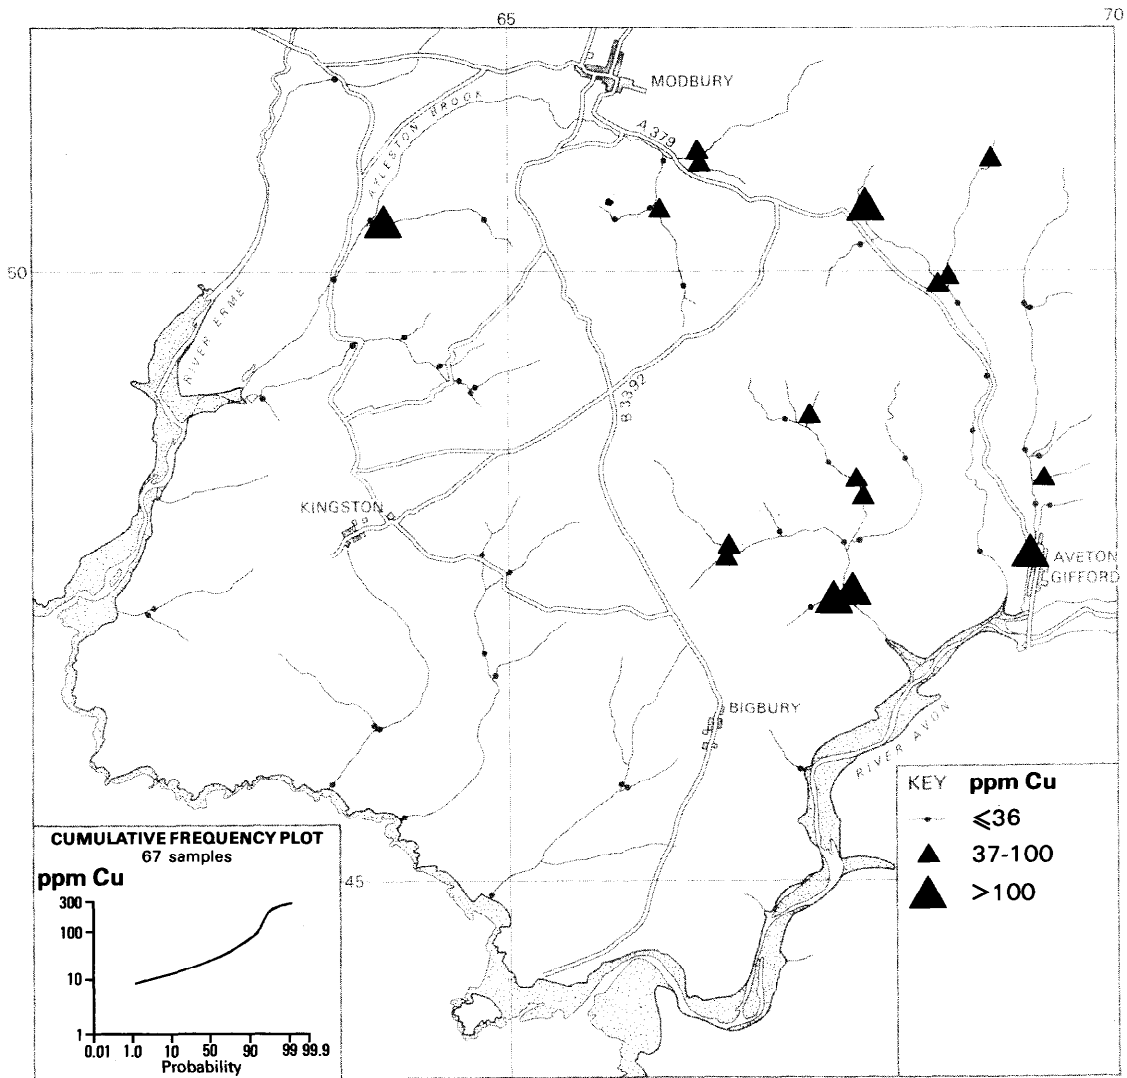 65
70
MODBURY
AYLESTON BROOK
A 379
50
RIVER ERME
B 3392
KINGSTON
AVETON
GIFFORD
BIGBURY
RIVER AVON
KEY ppm Cu
⩽36
37-100
>100
45
CUMULATIVE FREQUENCY PLOT
67 samples
ppm Cu
300
100
10
1
0.01 1.0 10 50 90 99 99.9
Probability